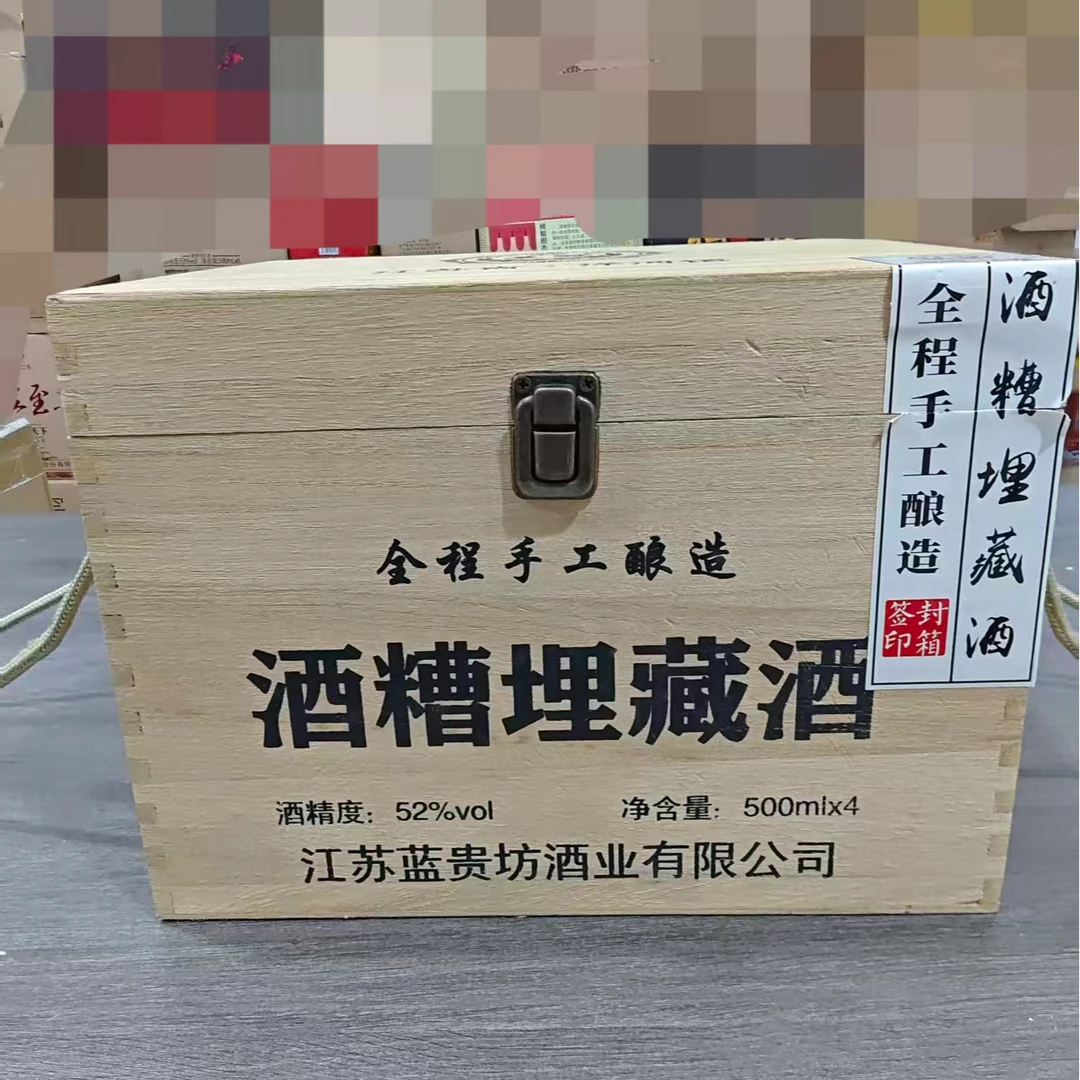 全程手工酿造
酒糟埋藏酒
酒精度：52%vol
净含量：500mlx4
江苏蓝贵坊酒业有限公司
酒糟埋藏酒
全程手工酿造
签封
印箱